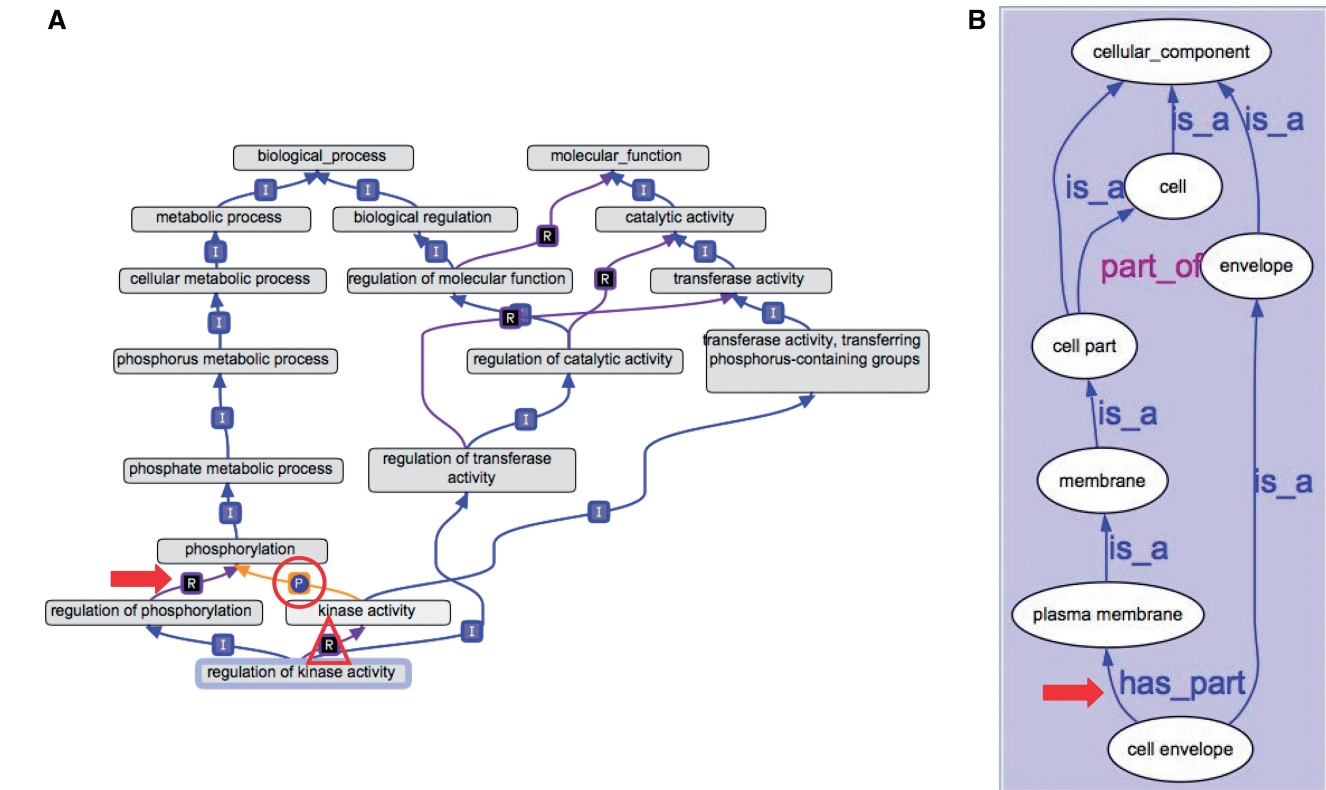 A
B
biological_process
molecular_function
I
I
I
metabolic process
biological regulation
catalytic activity
R
I
I
I
cellular metabolic process
regulation of molecular function
R
transferase activity
I
R
I
phosphorus metabolic process
regulation of catalytic activity
transferase activity, transferring
phosphorus-containing groups
I
I
phosphate metabolic process
regulation of transferase
activity
I
I
phosphorylation
R
P
regulation of phosphorylation
kinase activity
I
R
I
regulation of kinase activity
cellular_component
is_a
is_a
is_a
cell
part_of
envelope
cell part
is_a
membrane
is_a
is_a
plasma membrane
has_part
cell envelope